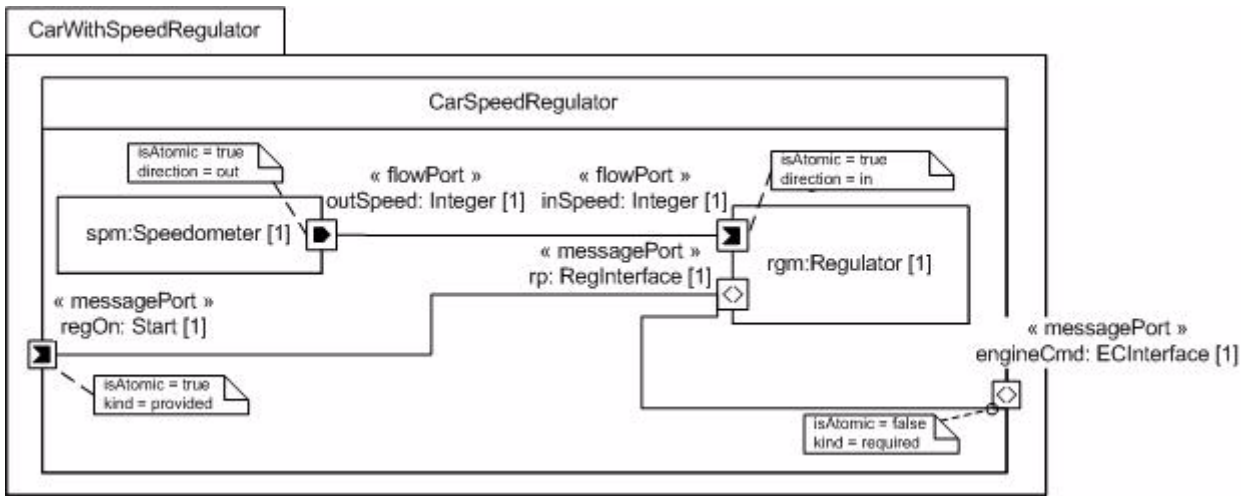 CarWithSpeedRegulator
CarSpeedRegulator
isAtomic = true
direction = out
« flowPort »
outSpeed: Integer [1]
« flowPort »
inSpeed: Integer [1]
isAtomic = true
direction = in
spm:Speedometer [1]
« messagePort »
rp: RegInterface [1]
rgm:Regulator [1]
« messagePort »
regOn: Start [1]
« messagePort »
engineCmd: ECInterface [1]
isAtomic = true
kind = provided
isAtomic = false
kind = required